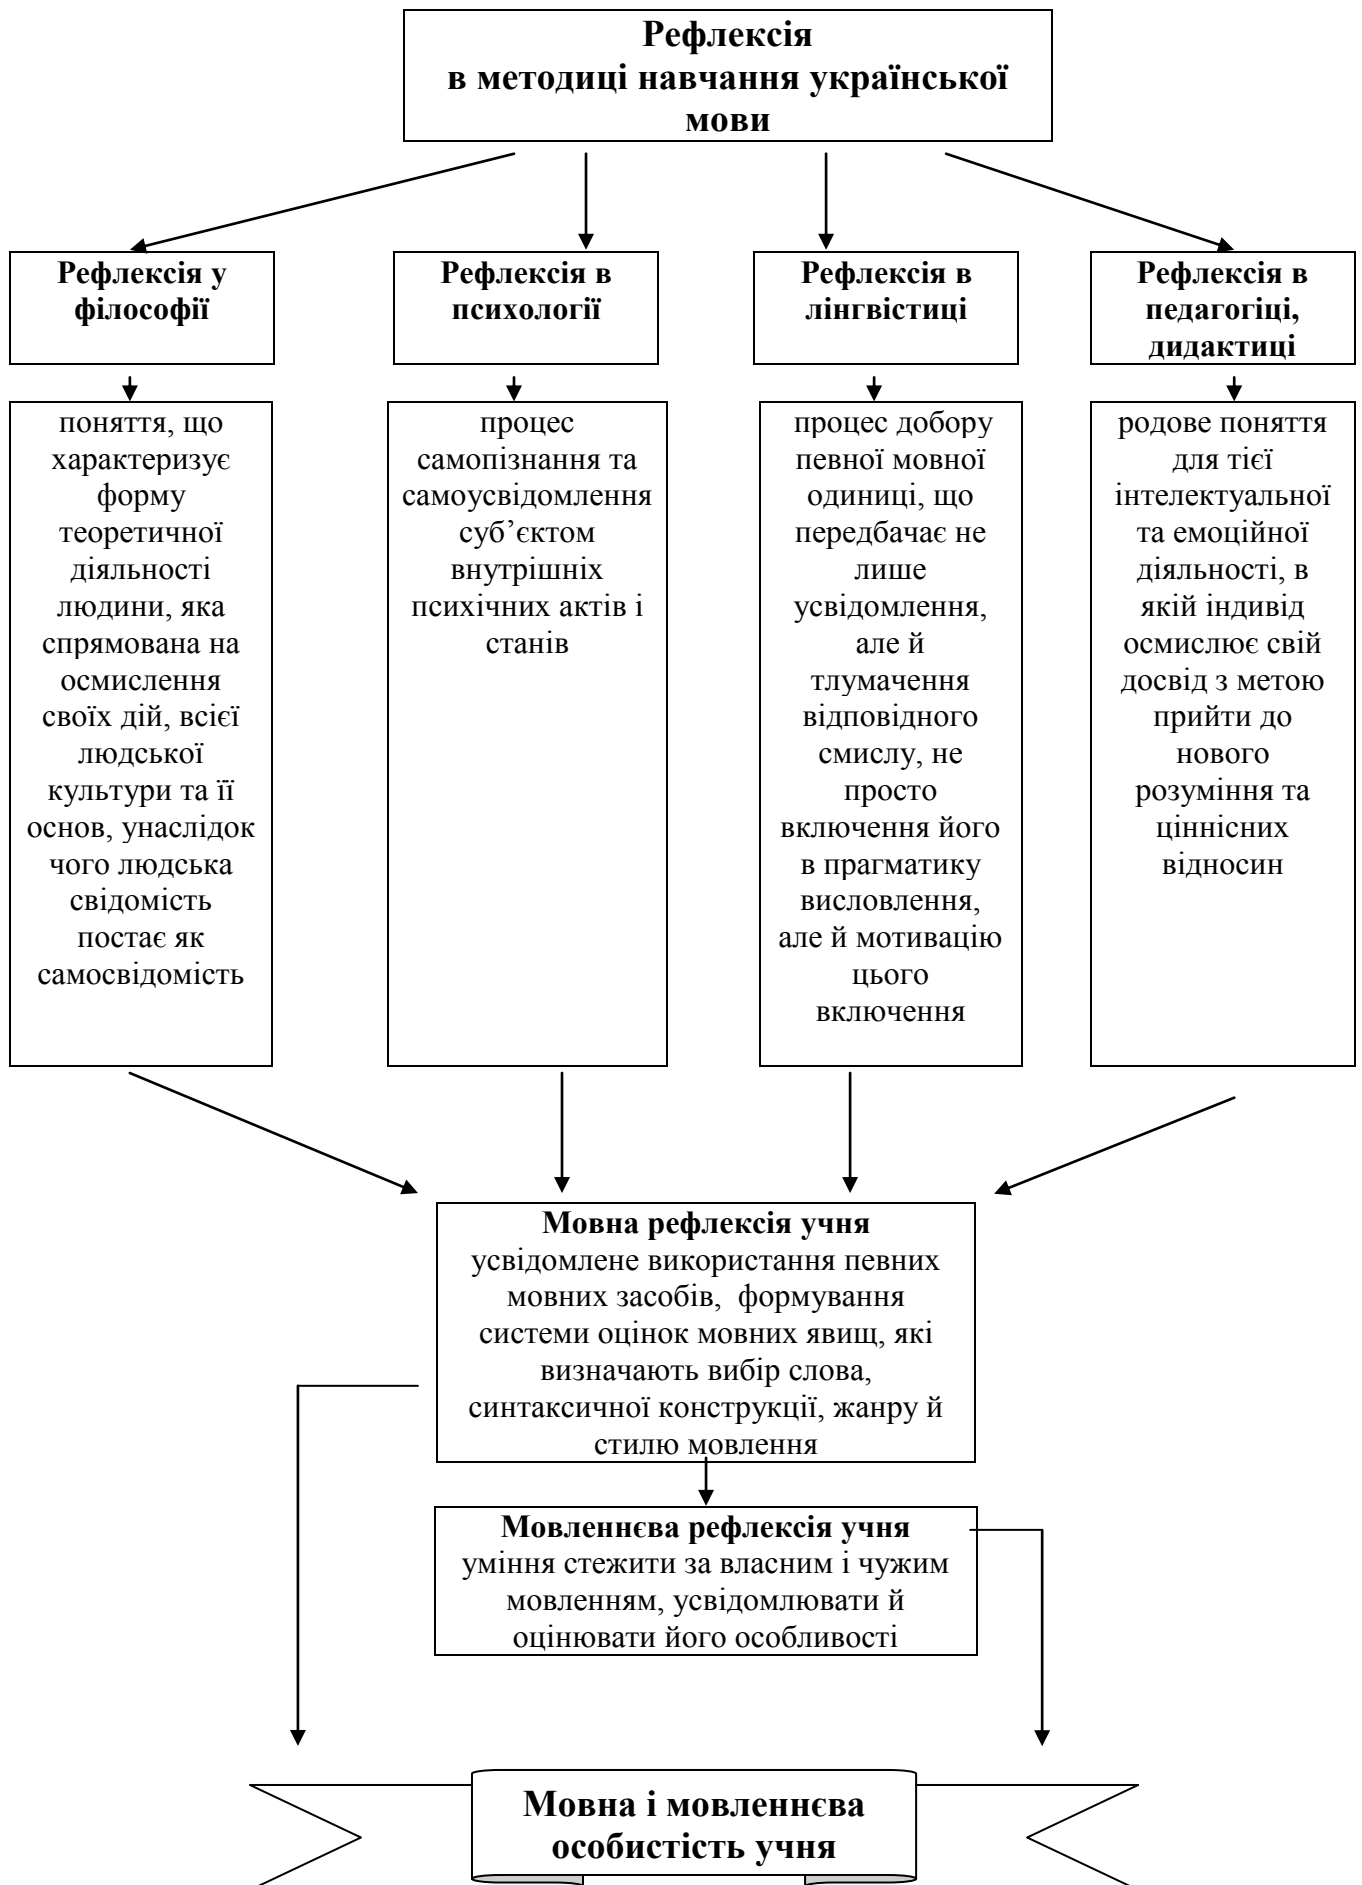 Рефлексія
в методиці навчання української
мови
Рефлексія у
філософії
Рефлексія в
психології
Рефлексія в
лінгвістиці
Рефлексія в
педагогіці,
дидактиці
поняття, що
характеризує
форму
теоретичної
діяльності
людини, яка
спрямована на
осмислення
своїх дій, всієї
людської
культури та її
основ, унаслідок
чого людська
свідомість
постає як
самосвідомість
процес
самопізнання та
самоусвідомлення
суб’єктом
внутрішніх
психічних актів і
станів
процес добору
певної мовної
одиниці, що
передбачає не
лише
усвідомлення,
але й
тлумачення
відповідного
смислу, не
просто
включення його
в прагматику
висловлення,
але й мотивацію
цього
включення
родове поняття
для тієї
інтелектуальної
та емоційної
діяльності, в
якій індивід
осмислює свій
досвід з метою
прийти до
нового
розуміння та
ціннісних
відносин
Мовна рефлексія учня
усвідомлене використання певних
мовних засобів, формування
системи оцінок мовних явищ, які
визначають вибір слова,
синтаксичної конструкції, жанру й
стилю мовлення
Мовленнєва рефлексія учня
уміння стежити за власним і чужим
мовленням, усвідомлювати й
оцінювати його особливості
Мовна і мовленнєва
особистість учня